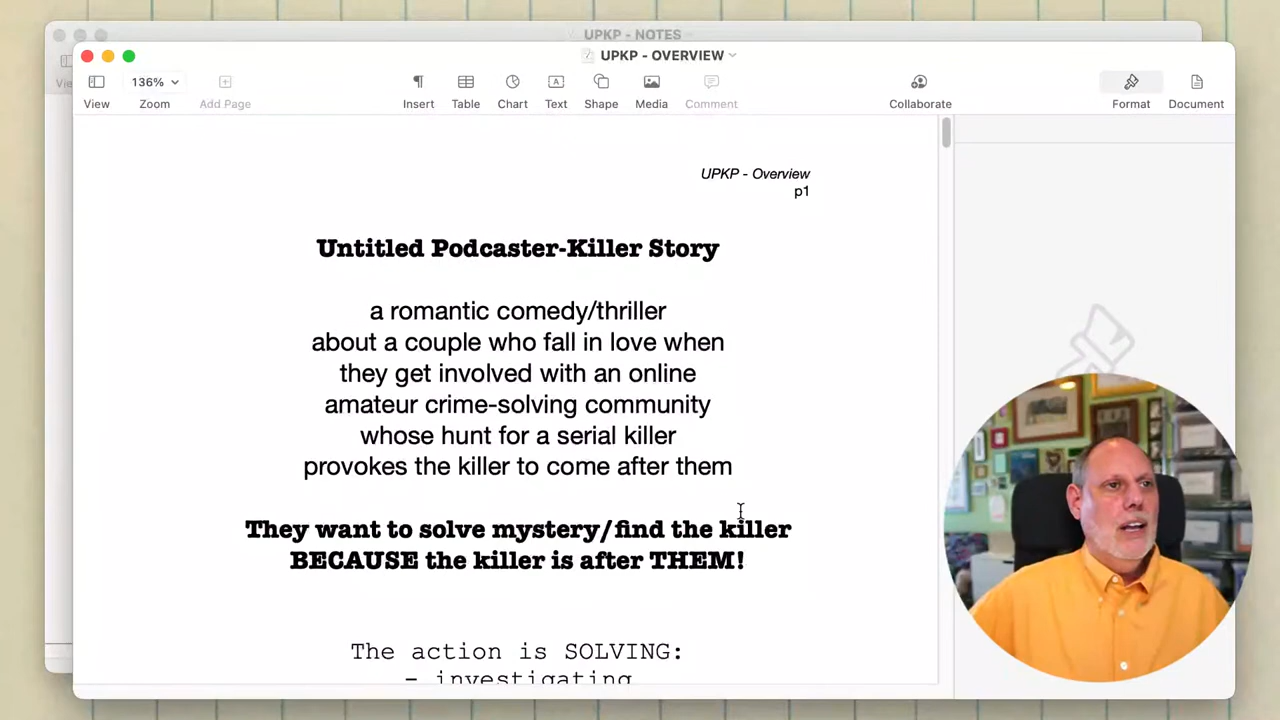 UPKP - NOTES
UPKP - OVERVIEW
View
136%
Zoom
Add Page
Insert
Table
Chart
Text
Shape
Media
Comment
Collaborate
Format
Document
UPKP - Overview
p1
Untitled Podcaster-Killer Story
a romantic comedy/thriller
about a couple who fall in love when
they get involved with an online
amateur crime-solving community
whose hunt for a serial killer
provokes the killer to come after them
They want to solve mystery/find the killer
BECAUSE the killer is after THEM!
The action is SOLVING:
- investigating